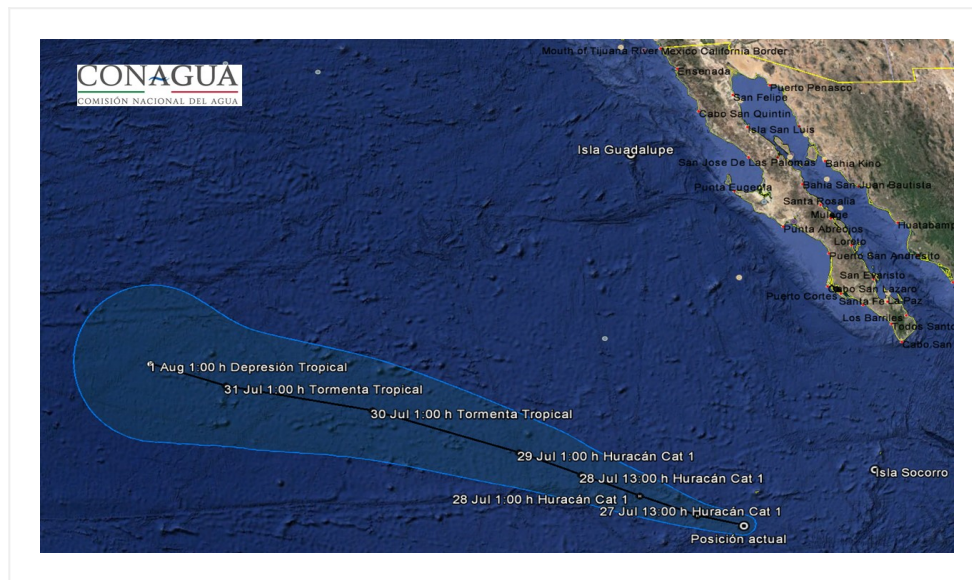 CONAGUA
COMISIÓN NACIONAL DEL AGUA
Mouth of Tijuana River Mexico California Border
Ensenada
Puerto Penasco
San Felipe
Cabo San Quintin
Isla San Luis
Isla Guadalupe
San Jose De Las Palomas
Bahia Kino
Punta Eugenia
Bahia San Juan Bautista
Santa Rosalia
Mulege
Punta Abreojos
Huatabamp
Loreto
Puerto San Andresito
San Evaristo
Cabo San Lazaro
Puerto Cortes
Santa Fe
La Paz
Los Barriles
Todos Santo
Cabo San
1 Aug 1:00 h Depresión Tropical
31 Jul 1:00 h Tormenta Tropical
30 Jul 1:00 h Tormenta Tropical
29 Jul 1:00 h Huracán Cat 1
Isla Socorro
28 Jul 13:00 h Huracán Cat 1
28 Jul 1:00 h Huracán Cat 1
27 Jul 13:00 h Huracán Cat 1
Posición actual